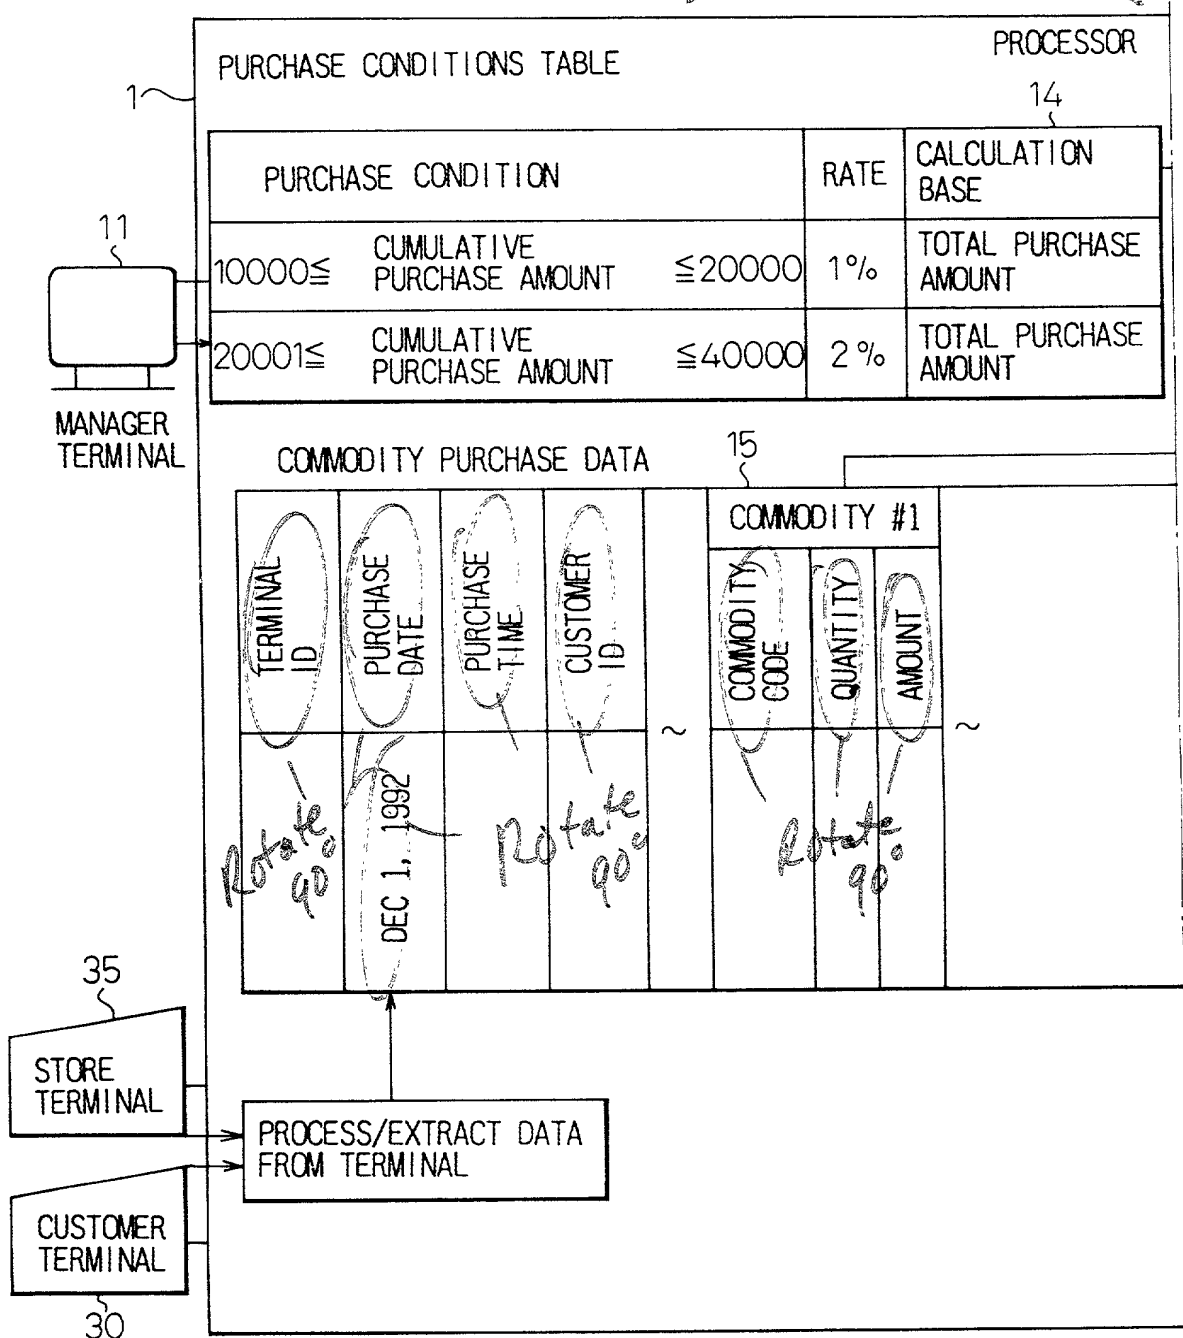 PROCESSOR
PURCHASE CONDITIONS TABLE
1
14
PURCHASE CONDITION
RATE
CALCULATION
BASE
11
10000≦
CUMULATIVE
PURCHASE AMOUNT
≦20000
1%
TOTAL PURCHASE
AMOUNT
20001≦
CUMULATIVE
PURCHASE AMOUNT
≦40000
2%
TOTAL PURCHASE
AMOUNT
MANAGER
TERMINAL
COMMODITY PURCHASE DATA
15
TERMINAL
ID
PURCHASE
DATE
PURCHASE
TIME
CUSTOMER
ID
~
COMMODITY #1
COMMODITY
CODE
QUANTITY
AMOUNT
~
DEC 1, 1992
Rotate
90°
Rotate
90°
Rotate
90°
35
STORE
TERMINAL
PROCESS/EXTRACT DATA
FROM TERMINAL
CUSTOMER
TERMINAL
30